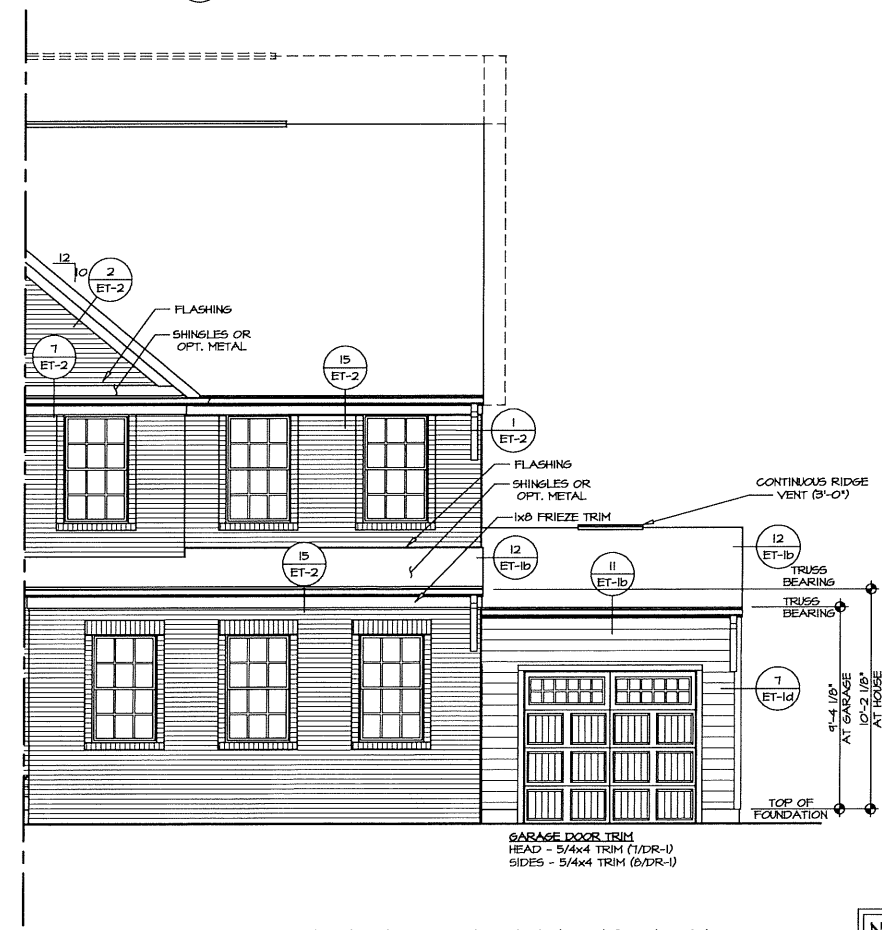 12
10
2
ET-2
FLASHING
SHINGLES OR
OPT. METAL
7
ET-2
15
ET-2
1
ET-2
FLASHING
SHINGLES OR
OPT. METAL
1x8 FRIEZE TRIM
CONTINUOUS RIDGE
VENT (3'-0")
15
ET-2
12
ET-1b
11
ET-1b
12
ET-1b
TRUSS
BEARING
TRUSS
BEARING
7
ET-1d
9'-4 1/8"
AT GARAGE
10'-2 1/8"
AT HOUSE
TOP OF
FOUNDATION
GARAGE DOOR TRIM
HEAD - 5/4x4 TRIM (7/DR-1)
SIDES - 5/4x4 TRIM (8/DR-1)